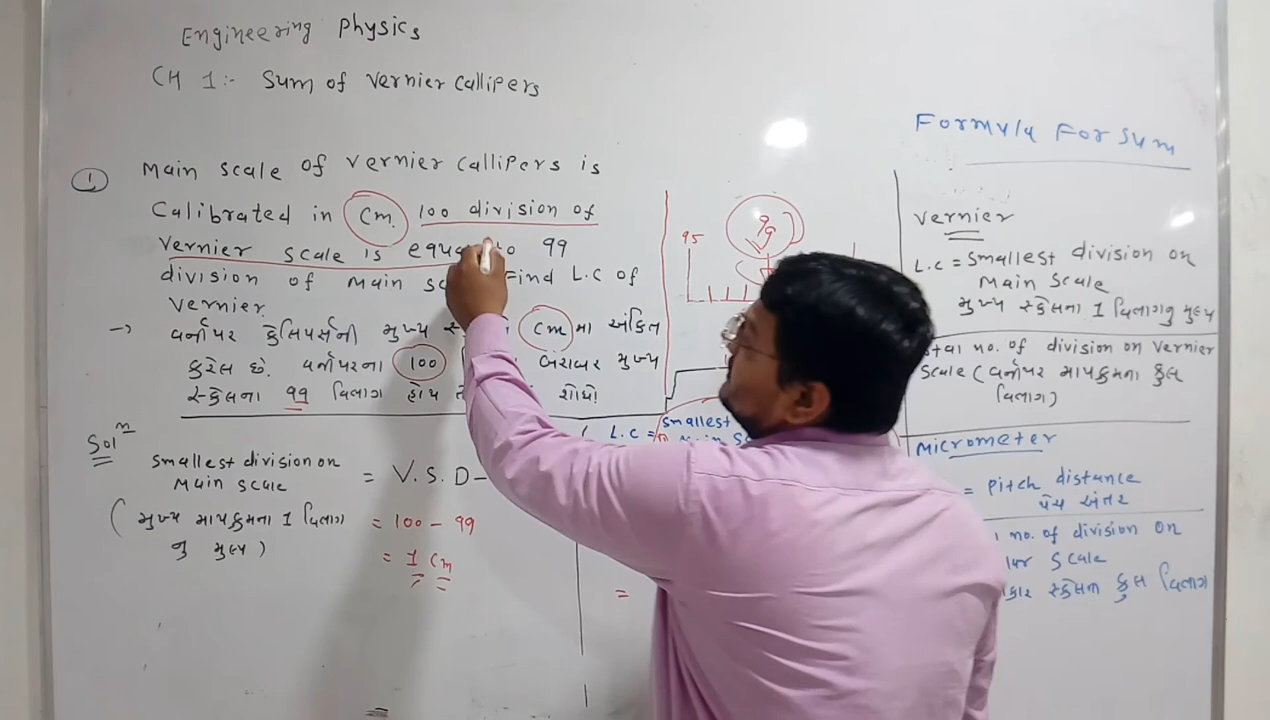 Engineering Physics
CH 1:- Sum of Vernier Callipers
① Main scale of Vernier Callipers is
Calibrated in Cm. 100 division of
Vernier scale is 99
division of main Find L.C of
Vernier.
→ વર્નીયર કેલિપર્સની મુખ્ય Cm મા અંકિત
કરેલ છે. વર્નીયરના 100 બરાબર મુખ્ય
સ્કેલના 99 વિભાગ હોય શોધો!
95
99
Solⁿ
Smallest division on
Main scale
= V.S.D-
(મુખ્ય માપક્રમના 1 વિભાગ
નુ મુલ્ય)
= 100 - 99
= 1 Cm
L.C =
Smallest
=
Formula For Sum
Vernier
L.C = Smallest division on
Main Scale
મુખ્ય સ્કેલના 1 વિભાગનુ મુલ્ય
no. of division on Vernier
Scale (વર્નીયર માપક્રમના કુલ
વિભાગ)
Micrometer
= Pitch distance
પેચ અંતર
no. of division on
Scale
સ્કેલના કુલ વિભાગ